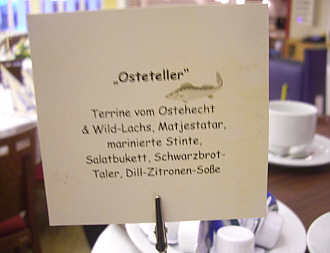 „Osteteller"
Terrine vom Ostehecht
& Wild-Lachs, Matjestatar,
marinierte Stinte,
Salatbukett, Schwarzbrot-
Taler, Dill-Zitronen-Soße